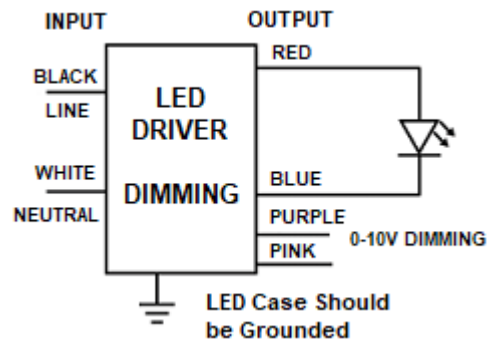 INPUT
OUTPUT
RED
BLACK
LINE
LED
DRIVER
WHITE
DIMMING
BLUE
NEUTRAL
PURPLE
0-10V DIMMING
PINK
LED Case Should
be Grounded